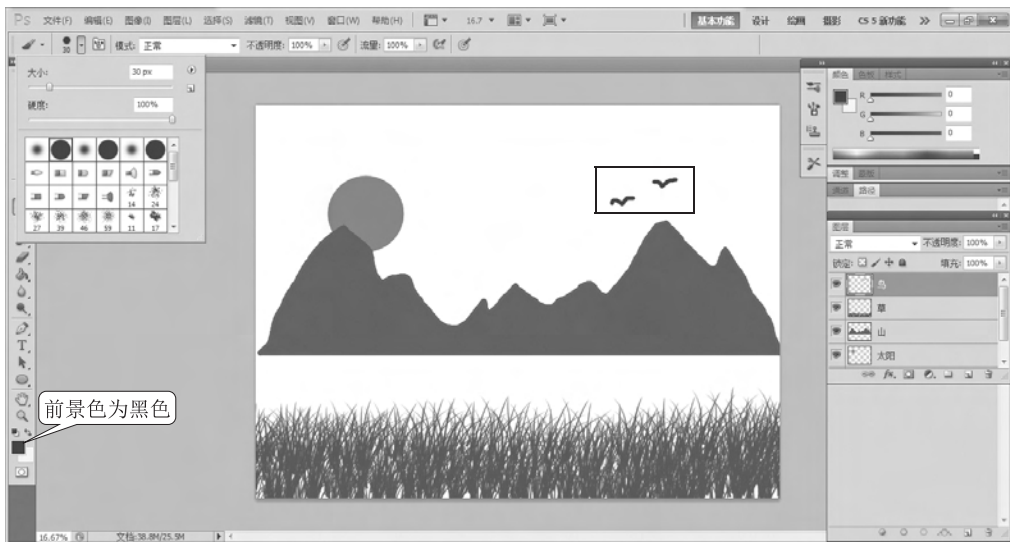 PS 文件(F) 编辑(E) 图像(I) 图层(L) 选择(S) 滤镜(T) 视图(V) 窗口(W) 帮助(H) 16.7 基本功能 设计 绘画 摄影 CS 5 新功能
30 模式: 正常 不透明度: 100% 流量: 100%
大小: 30 px
硬度: 100%
14 24
27 39 46 59 11 17
颜色 色板 样式
R 0
G 0
B 0
调整 蒙版
通道 路径
图层
正常 不透明度: 100%
锁定: 填充: 100%
鸟
草
山
太阳
前景色为黑色
16.67% 文档:38.8M/25.5M